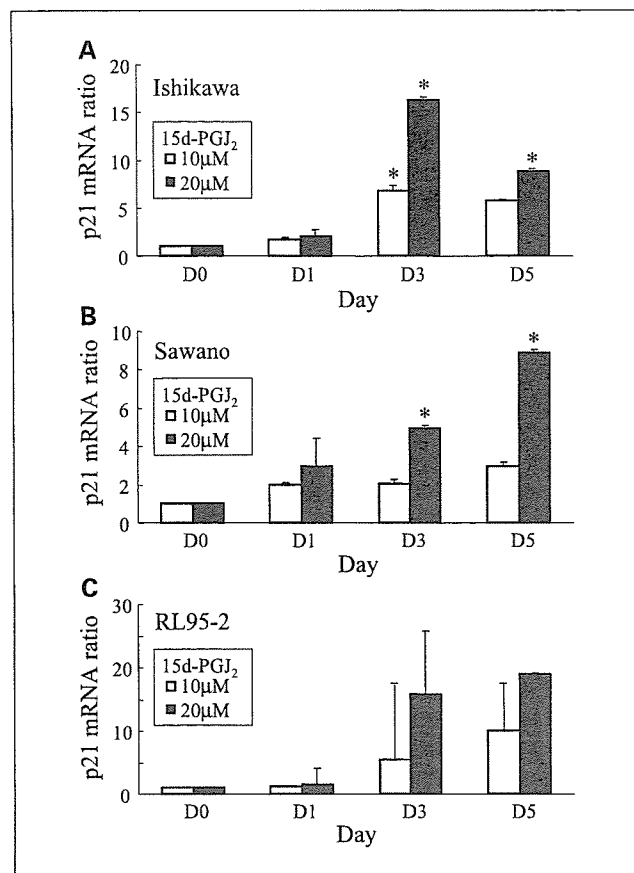 A
Ishikawa
p21 mRNA ratio
20
15
10
5
0
15d-PGJ₂
10μM
20μM
*
*
*
D0 D1 D3 D5
Day
B
Sawano
p21 mRNA ratio
10
8
6
4
2
0
15d-PGJ₂
10μM
20μM
*
*
D0 D1 D3 D5
Day
C
RL95-2
p21 mRNA ratio
30
20
10
0
15d-PGJ₂
10μM
20μM
D0 D1 D3 D5
Day